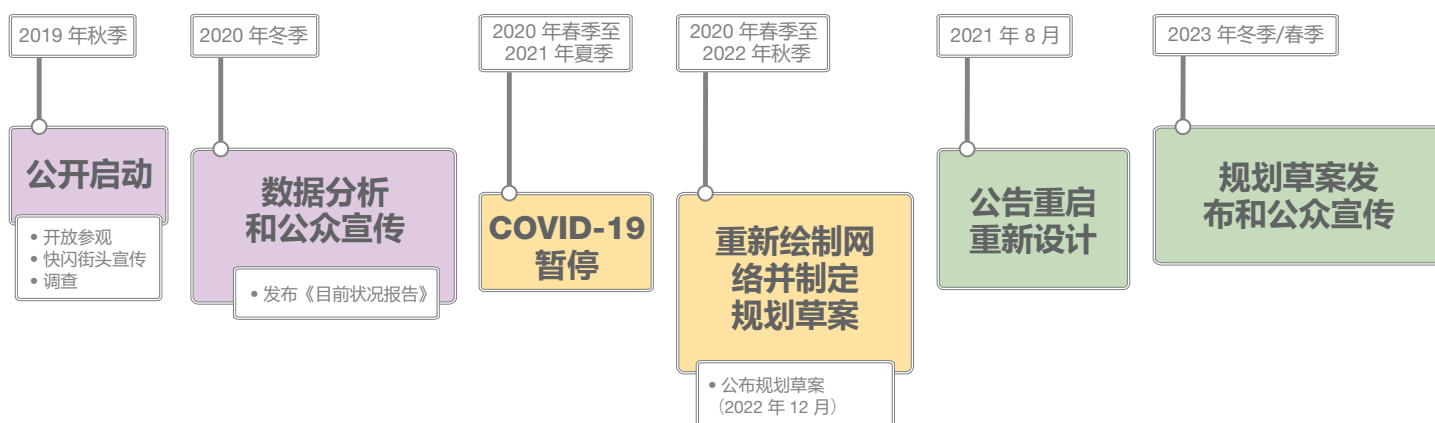 2019 年秋季
公开启动
• 开放参观
• 快闪街头宣传
• 调查
2020 年冬季
数据分析
和公众宣传
• 发布《目前状况报告》
2020 年春季至
2021 年夏季
COVID-19
暂停
2020 年春季至
2022 年秋季
重新绘制网
络并制定
规划草案
• 公布规划草案
（2022 年 12 月）
2021 年 8 月
公告重启
重新设计
2023 年冬季/春季
规划草案发
布和公众宣传